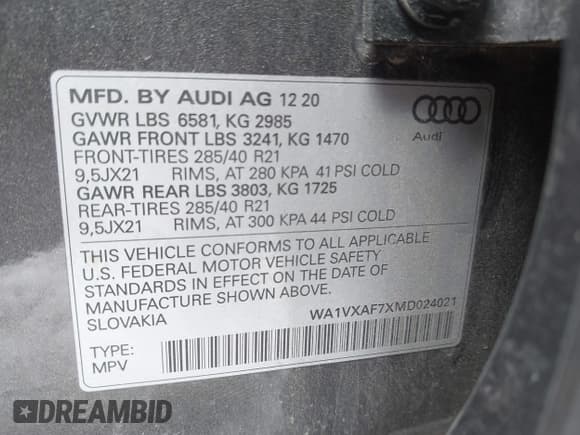 MFD. BY AUDI AG 12 20
GVWR LBS 6581, KG 2985
GAWR FRONT LBS 3241, KG 1470
FRONT-TIRES 285/40 R21
9,5JX21 RIMS, AT 280 KPA 41 PSI COLD
GAWR REAR LBS 3803, KG 1725
REAR-TIRES 285/40 R21
9,5JX21 RIMS, AT 300 KPA 44 PSI COLD
Audi
THIS VEHICLE CONFORMS TO ALL APPLICABLE
U.S. FEDERAL MOTOR VEHICLE SAFETY
STANDARDS IN EFFECT ON THE DATE OF
MANUFACTURE SHOWN ABOVE.
SLOVAKIA
WA1VXAF7XMD024021
TYPE:
MPV
DREAMBID